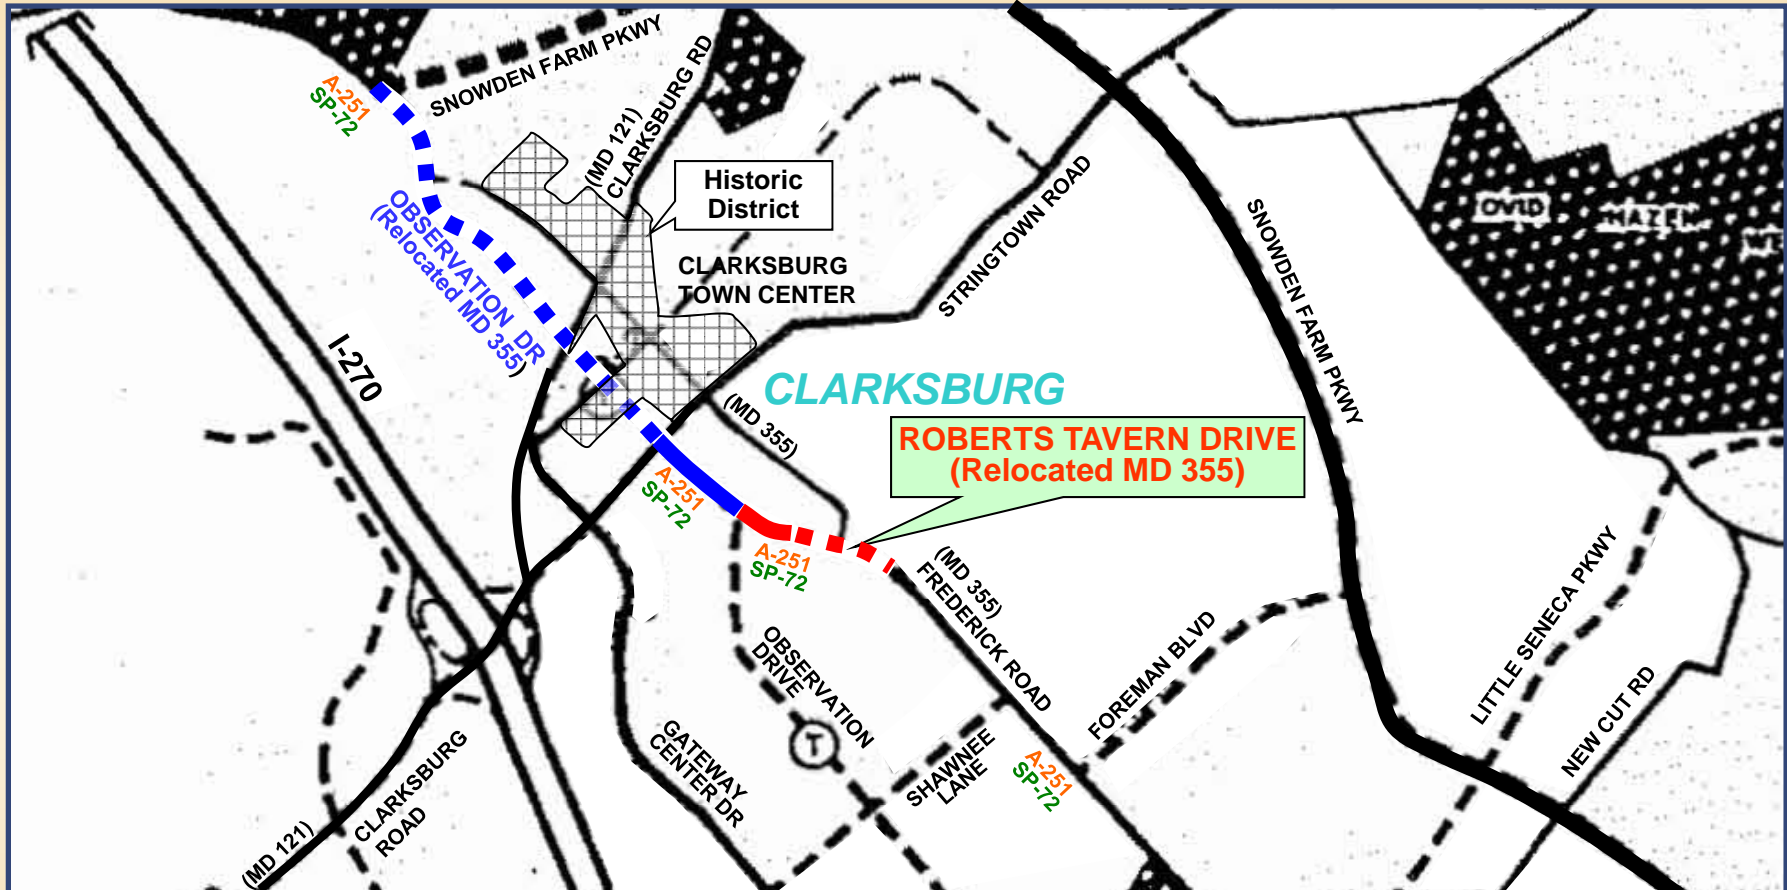 SNOWDEN FARM PKWY
A-251
SP-72
(MD 121)
CLARKSBURG RD
Historic
District
OBSERVATION DR
(Relocated MD 355)
CLARKSBURG
TOWN CENTER
STRINGTOWN ROAD
SNOWDEN FARM PKWY
OVID
HAZEN
WE
I-270
CLARKSBURG
(MD 355)
ROBERTS TAVERN DRIVE
(Relocated MD 355)
A-251
SP-72
A-251
SP-72
(MD 355)
FREDERICK ROAD
OBSERVATION
DRIVE
T
FOREMAN BLVD
LITTLE SENECA PKWY
NEW CUT RD
GATEWAY
CENTER DR
SHAWNEE
LANE
A-251
SP-72
CLARKSBURG
ROAD
(MD 121)